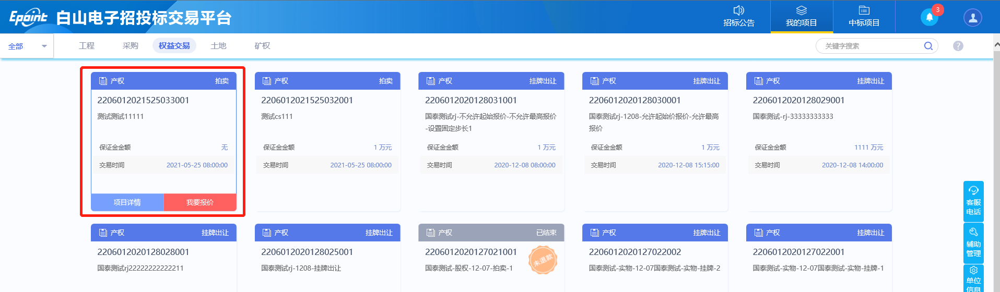 Epoint 白山电子招投标交易平台
招标公告
我的项目
中标项目
3
全部
工程
采购
权益交易
土地
矿权
关键字搜索
?
产权 拍卖
2206012021525033001
测试测试11111
保证金金额 无
交易时间 2021-05-25 08:00:00
项目详情 我要报价
产权 拍卖
2206012021525032001
测试cs111
保证金金额 1 万元
交易时间 2021-05-25 08:00:00
产权 挂牌出让
2206012020128031001
国泰测试rj-不允许起始报价-不允许最高报价
-设置固定步长1
保证金金额 1 万元
交易时间 2020-12-08 08:00:00
产权 挂牌出让
2206012020128030001
国泰测试rj-1208-允许起始价报价-允许最高
报价
保证金金额 1 万元
交易时间 2020-12-08 15:15:00
产权 挂牌出让
2206012020128029001
国泰测试-rj-33333333333
保证金金额 1111 万元
交易时间 2020-12-08 14:00:00
产权 挂牌出让
2206012020128028001
国泰测试rj22222222222211
产权 挂牌出让
2206012020128025001
国泰测试rj-1208-挂牌出让
产权 已结束
2206012020127021001
国泰测试-股权-12-07-拍卖-1
未退款
产权 挂牌出让
2206012020127022002
国泰测试-实物-12-07国泰测试-实物-挂牌-2
产权 挂牌出让
2206012020127022001
国泰测试-实物-12-07国泰测试-实物-挂牌-1
客服
电话
辅助
管理
单位
信息